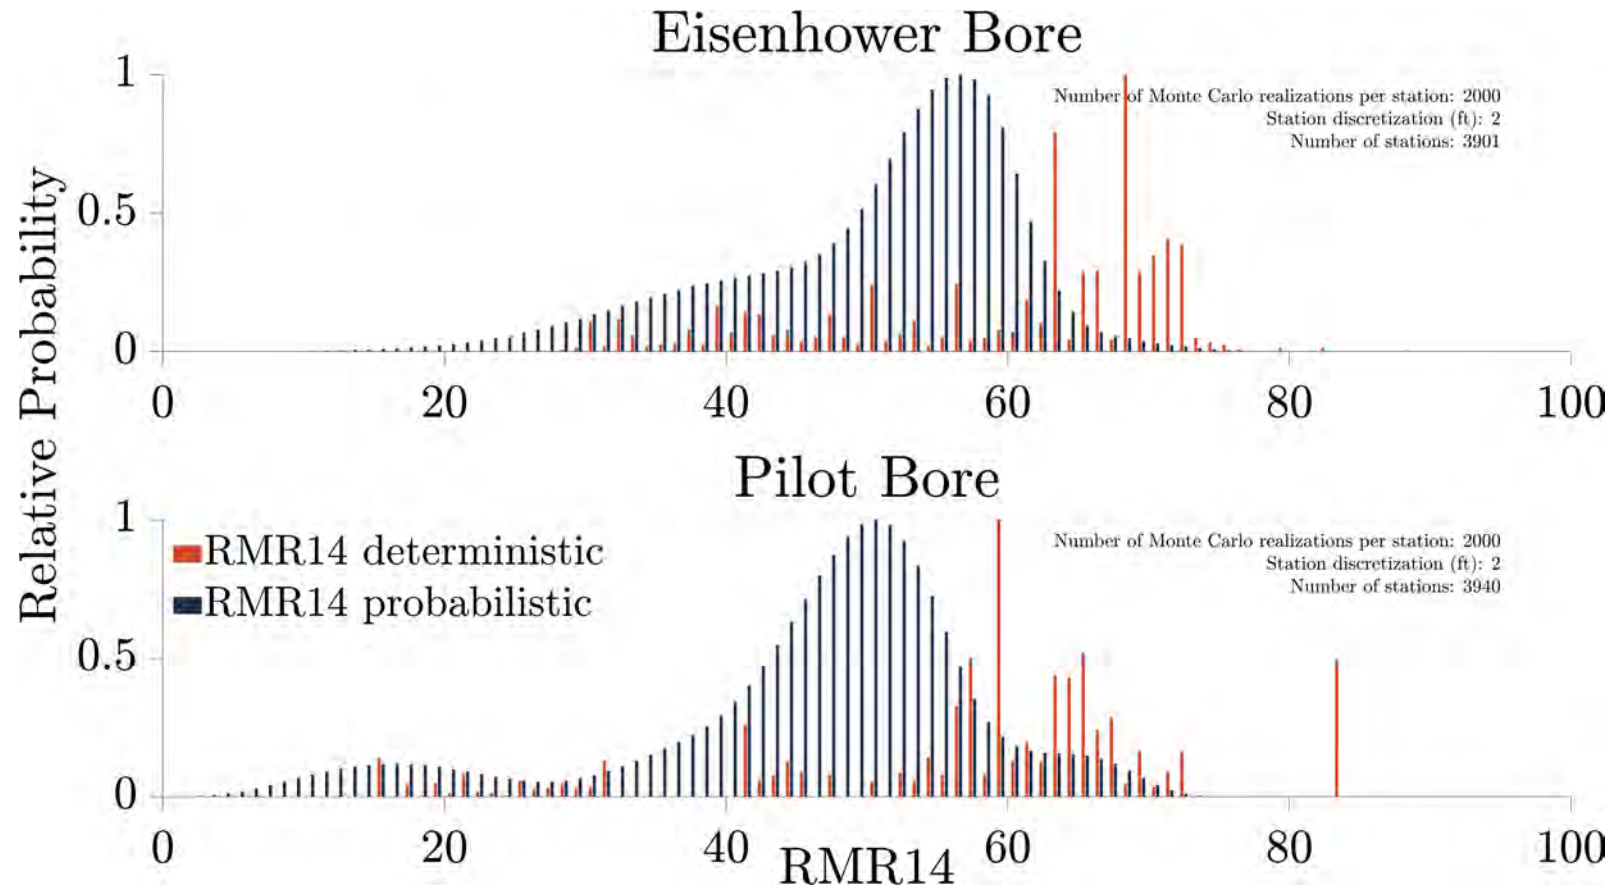 Eisenhower Bore
1
Number of Monte Carlo realizations per station: 2000
Station discretization (ft): 2
Number of stations: 3901
0.5
0
0
20
40
60
80
100
Relative Probability
Pilot Bore
1
Number of Monte Carlo realizations per station: 2000
Station discretization (ft): 2
Number of stations: 3940
RMR14 deterministic
RMR14 probabilistic
0.5
0
0
20
40
60
80
100
RMR14